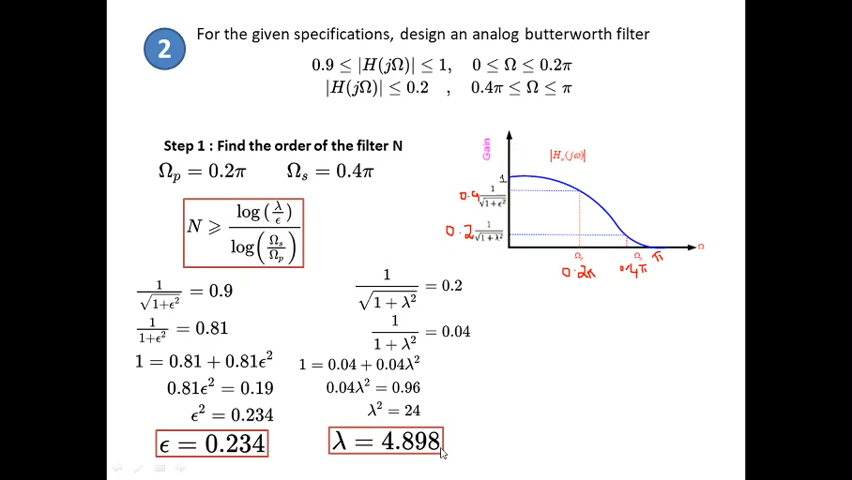 2
For the given specifications, design an analog butterworth filter
0.9 ≤ |H(jΩ)| ≤ 1, 0 ≤ Ω ≤ 0.2π
|H(jΩ)| ≤ 0.2 , 0.4π ≤ Ω ≤ π
Step 1 : Find the order of the filter N
Ωp = 0.2π Ωs = 0.4π
N ⩾ log(λ/ϵ) / log(Ωs/Ωp)
1/√(1+ϵ²) = 0.9
1/(1+ϵ²) = 0.81
1 = 0.81 + 0.81ϵ²
0.81ϵ² = 0.19
ϵ² = 0.234
ϵ = 0.234
1/√(1 + λ²) = 0.2
1/(1 + λ²) = 0.04
1 = 0.04 + 0.04λ²
0.04λ² = 0.96
λ² = 24
λ = 4.898
Gain
|Ha(jω)|
1
0.9 1/√(1+ϵ²)
0.2 1/√(1+λ²)
Ω
Ωp Ωs π
0.2π 0.4π